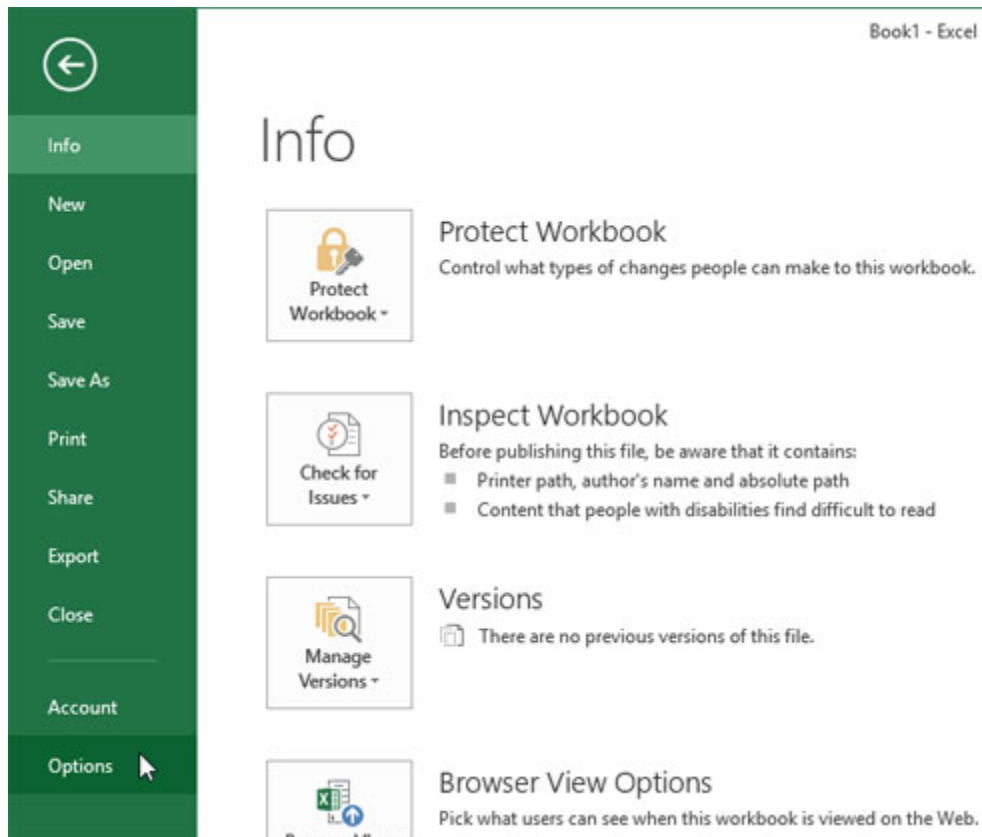 Book1 - Excel
Info
New
Open
Save
Save As
Print
Share
Export
Close
Account
Options
Info
Protect
Workbook
Protect Workbook
Control what types of changes people can make to this workbook.
Check for
Issues
Inspect Workbook
Before publishing this file, be aware that it contains:
Printer path, author's name and absolute path
Content that people with disabilities find difficult to read
Manage
Versions
Versions
There are no previous versions of this file.
Browser View Options
Pick what users can see when this workbook is viewed on the Web.